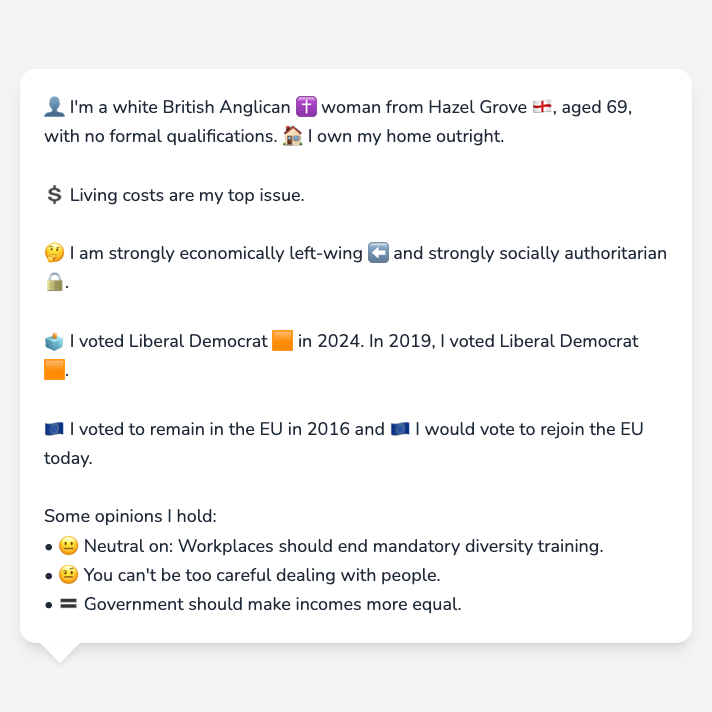 👤 I'm a white British Anglican ✝️ woman from Hazel Grove 🏴󠁧󠁢󠁥󠁮󠁧󠁿, aged 69,
with no formal qualifications. 🏠 I own my home outright.
💲 Living costs are my top issue.
🤔 I am strongly economically left-wing ⬅️ and strongly socially authoritarian
🔒.
🗳️ I voted Liberal Democrat 🟧 in 2024. In 2019, I voted Liberal Democrat
🟧.
🇪🇺 I voted to remain in the EU in 2016 and 🇪🇺 I would vote to rejoin the EU
today.
Some opinions I hold:
• 😐 Neutral on: Workplaces should end mandatory diversity training.
• 🤨 You can't be too careful dealing with people.
• 🟰 Government should make incomes more equal.